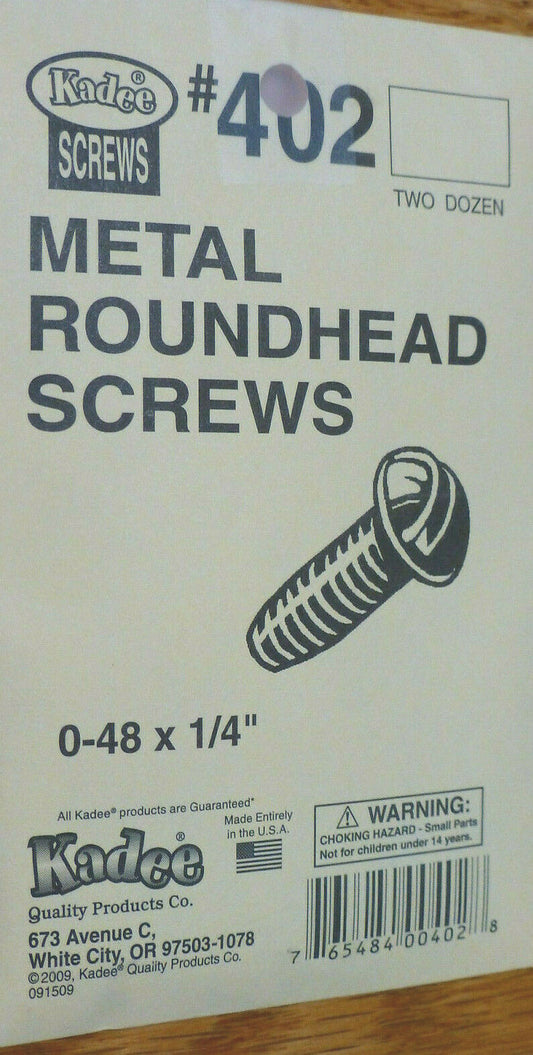 Kadee®
SCREWS
#402
TWO DOZEN
METAL
ROUNDHEAD
SCREWS
0-48 x 1/4"
All Kadee® products are Guaranteed*
Made Entirely
in the U.S.A.
Kadee®
Quality Products Co.
673 Avenue C,
White City, OR 97503-1078
©2009, Kadee® Quality Products Co.
091509
⚠ WARNING:
CHOKING HAZARD - Small Parts
Not for children under 14 years.
7 65484 00402 8